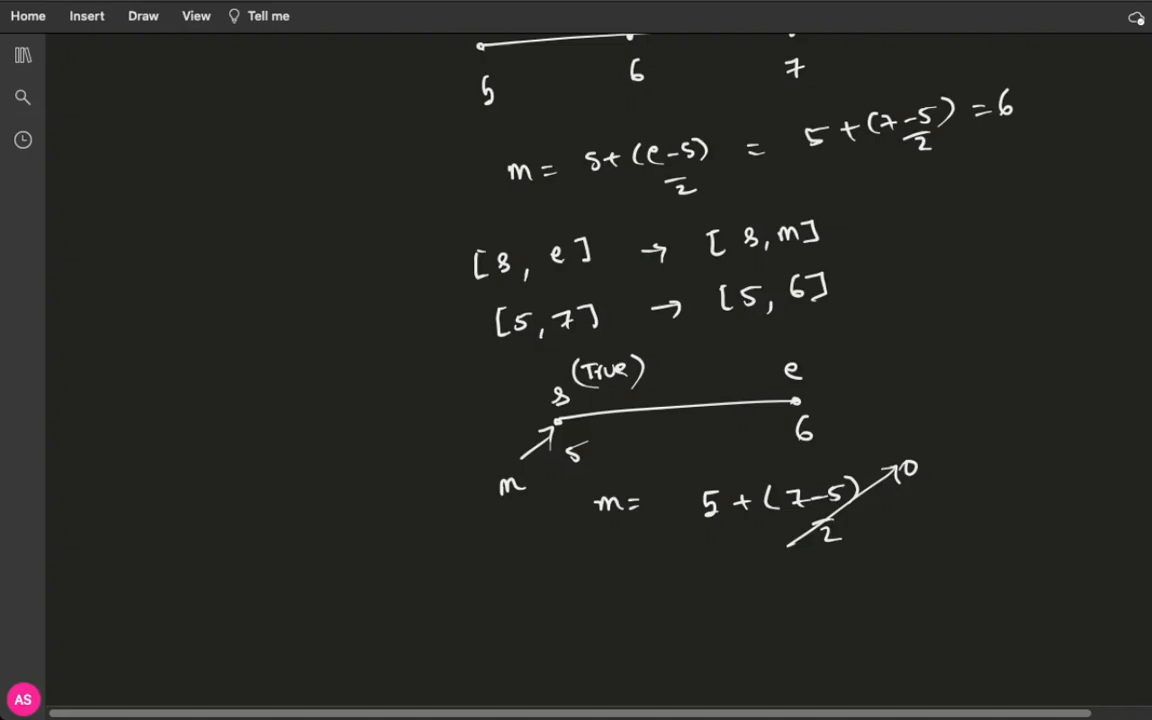 Home Insert Draw View Tell me
5 6 7
m = s+(e-s)/2 = 5+(7-5)/2 = 6
[s, e] → [s, m]
[5, 7] → [5, 6]
s (True) e
5 6
m
m = 5 + (7-5)/2 0
AS